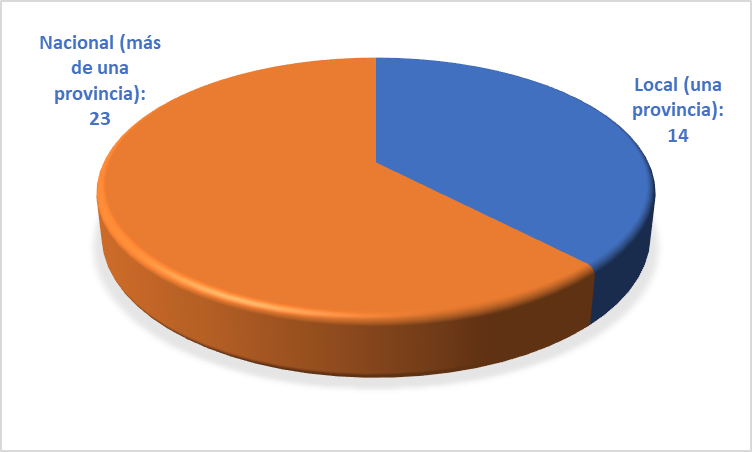 Nacional (más
de una
provincia):
23
Local (una
provincia):
14